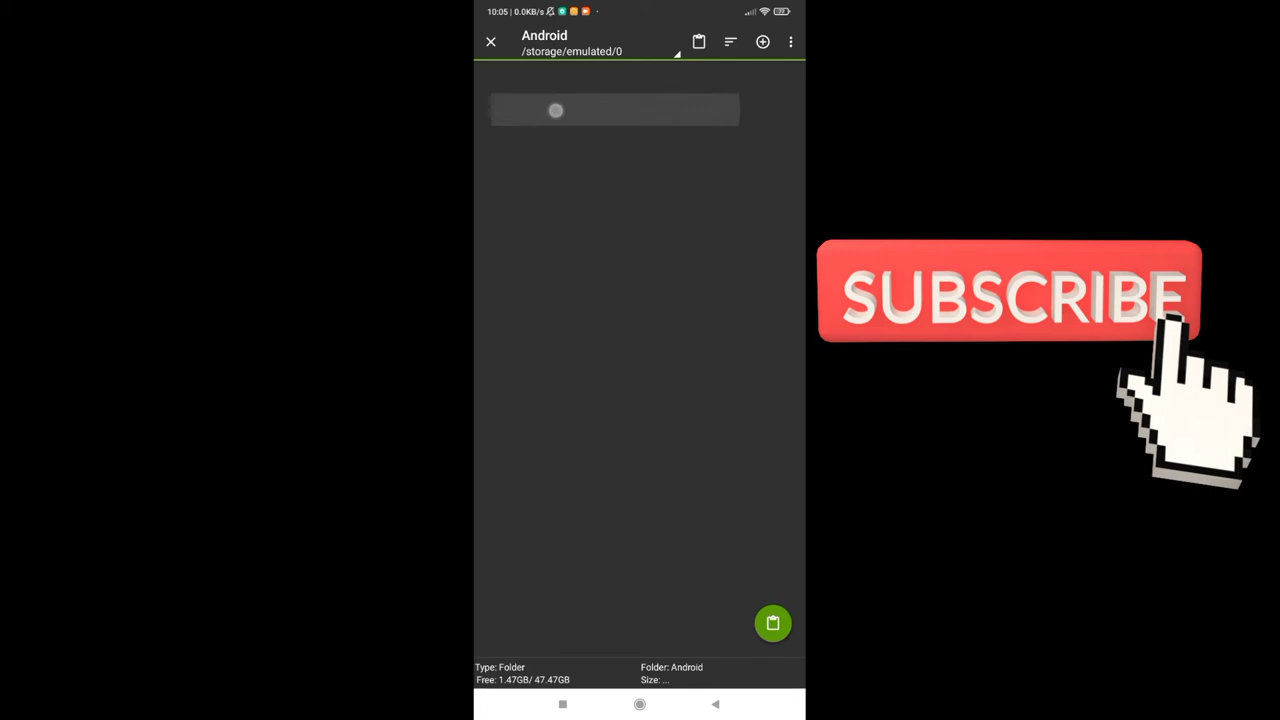 10:05 | 0.0KB/s
Android
/storage/emulated/0
SUBSCRIBE
Type: Folder
Folder: Android
Free: 1.47GB/ 47.47GB
Size: ...